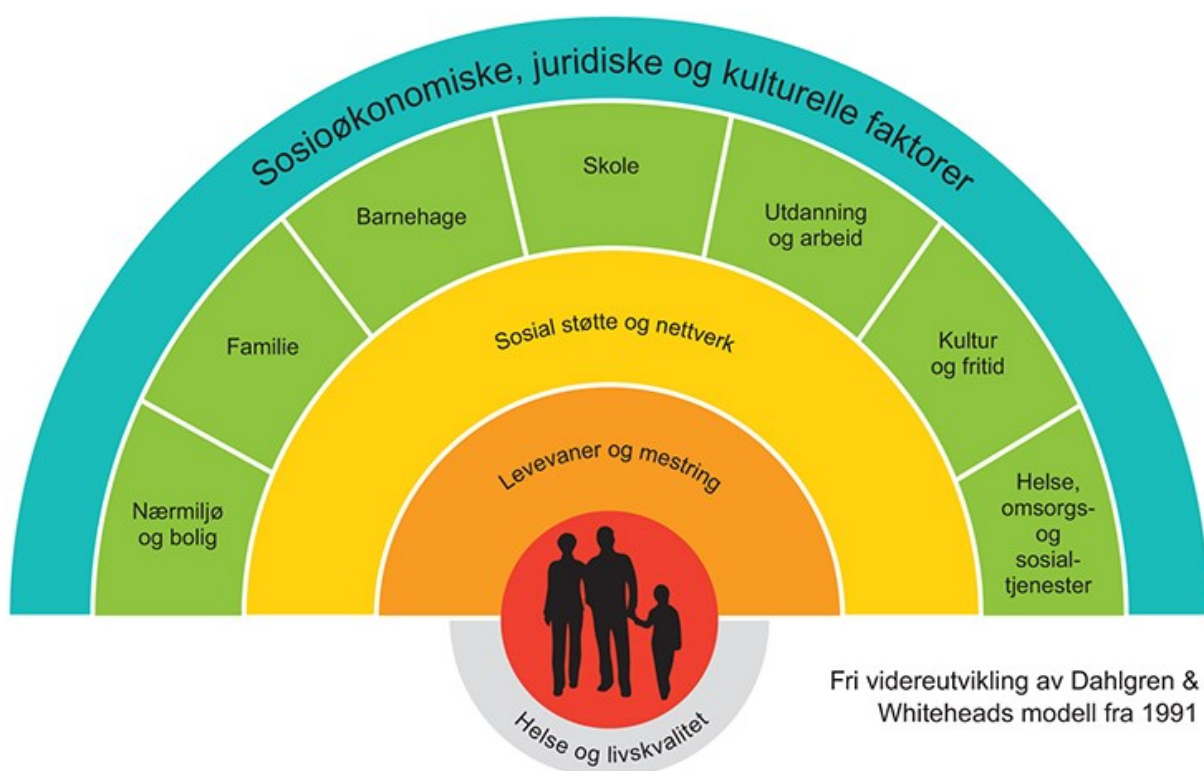 Sosioøkonomiske, juridiske og kulturelle faktorer
Nærmiljø
og bolig
Familie
Barnehage
Skole
Utdanning
og arbeid
Kultur
og fritid
Helse,
omsorgs-
og
sosial-
tjenester
Sosial støtte og nettverk
Levevaner og mestring
Helse og livskvalitet
Fri videreutvikling av Dahlgren &
Whiteheads modell fra 1991